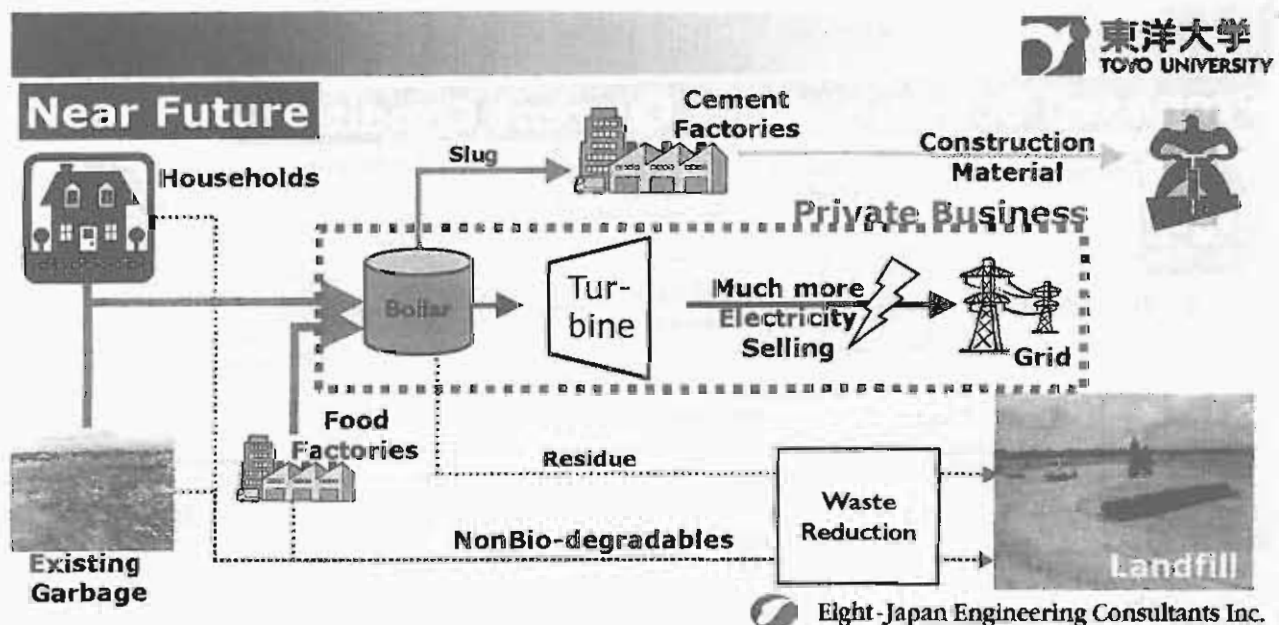 東洋大学
TOYO UNIVERSITY
Near Future
Households
Slug
Cement
Factories
Construction
Material
Private Business
Boilar
Tur-
bine
Much more
Electricity
Selling
Grid
Food
Factories
Residue
Waste
Reduction
NonBio-degradables
Existing
Garbage
Landfill
Eight-Japan Engineering Consultants Inc.